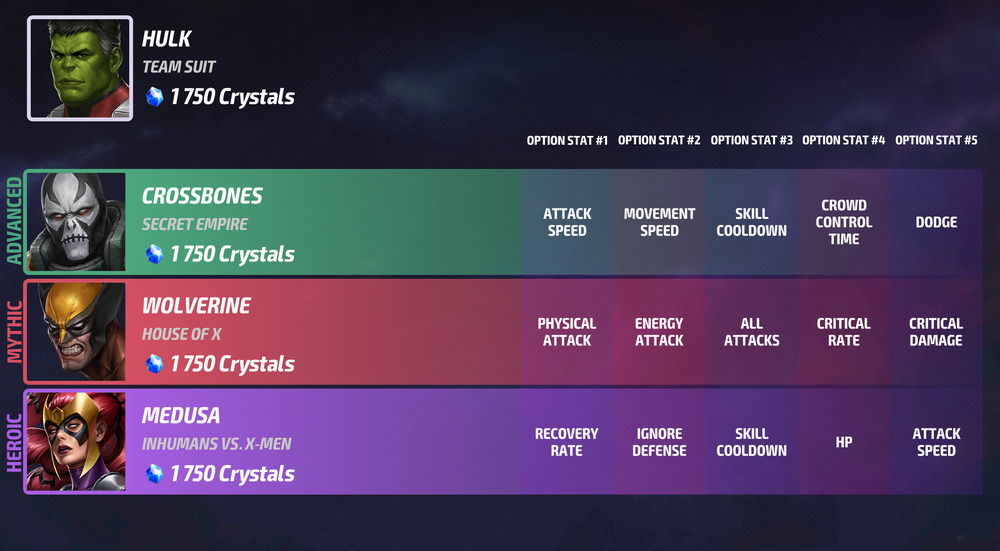 HULK
TEAM SUIT
1 750 Crystals
OPTION STAT #1 OPTION STAT #2 OPTION STAT #3 OPTION STAT #4 OPTION STAT #5
ADVANCED
CROSSBONES
SECRET EMPIRE
1 750 Crystals
ATTACK
SPEED
MOVEMENT
SPEED
SKILL
COOLDOWN
CROWD
CONTROL
TIME
DODGE
MYTHIC
WOLVERINE
HOUSE OF X
1 750 Crystals
PHYSICAL
ATTACK
ENERGY
ATTACK
ALL
ATTACKS
CRITICAL
RATE
CRITICAL
DAMAGE
HEROIC
MEDUSA
INHUMANS VS. X-MEN
1 750 Crystals
RECOVERY
RATE
IGNORE
DEFENSE
SKILL
COOLDOWN
HP
ATTACK
SPEED